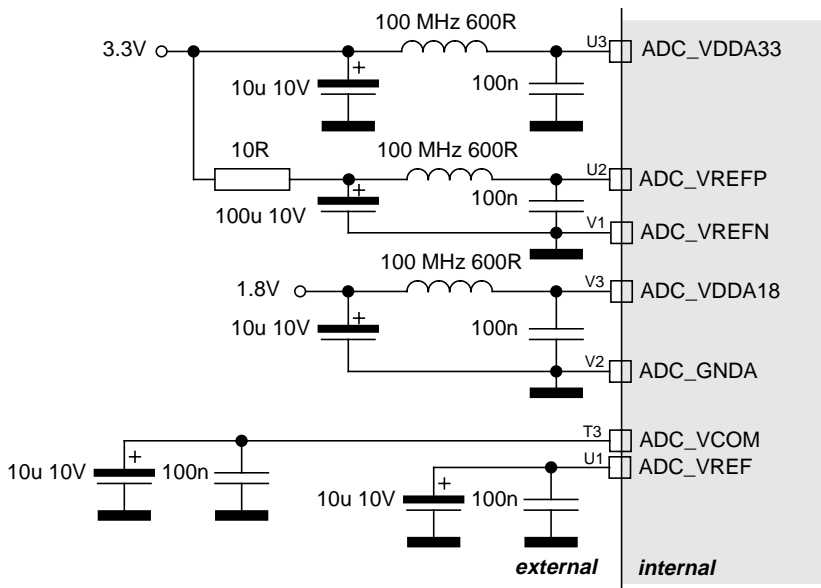 100 MHz 600R
3.3V
U3
ADC_VDDA33
10u 10V
100n
10R
100 MHz 600R
U2
ADC_VREFP
100u 10V
100n
V1
ADC_VREFN
100 MHz 600R
1.8V
V3
ADC_VDDA18
10u 10V
100n
V2
ADC_GNDA
T3
ADC_VCOM
10u 10V
100n
U1
ADC_VREF
10u 10V
100n
external
internal